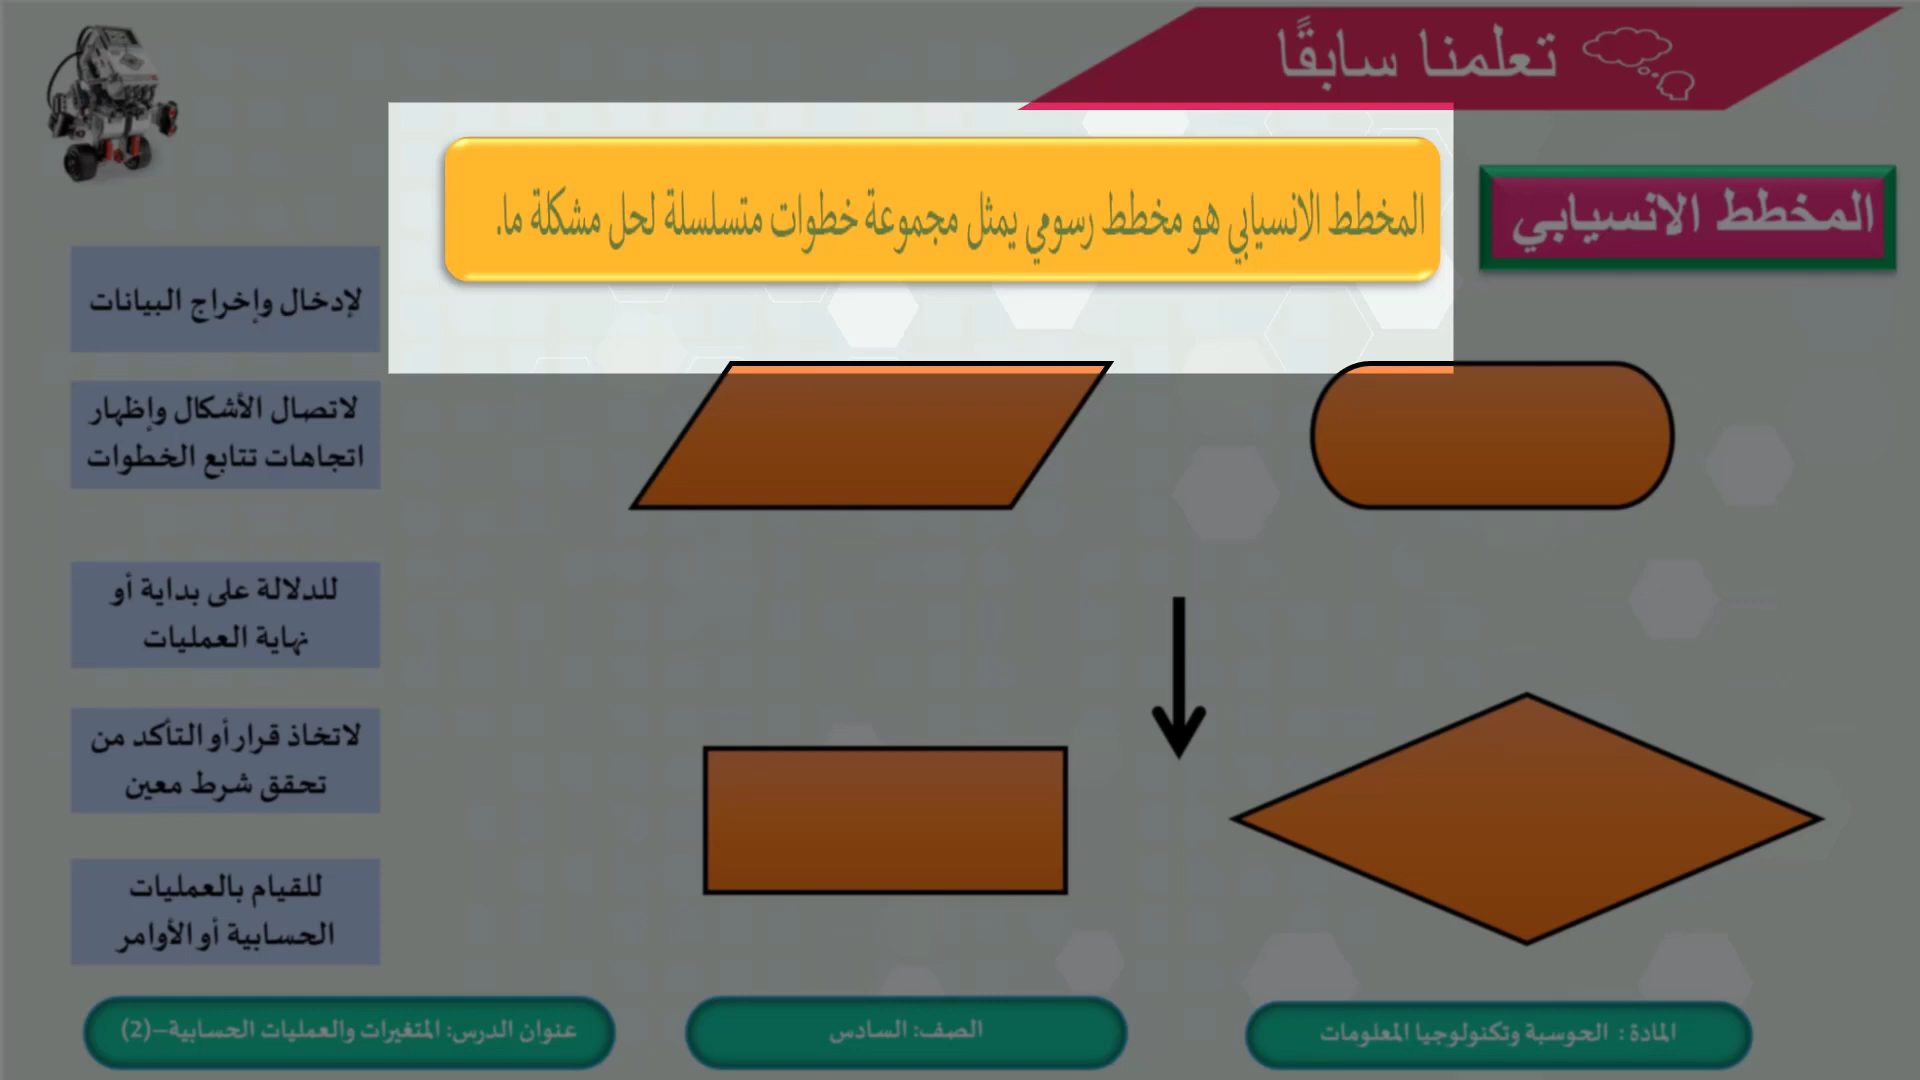 تعلمنا سابقًا
المخطط الانسيابي
المخطط الانسيابي هو مخطط رسومي يمثل مجموعة خطوات متسلسلة لحل مشكلة ما.
لإدخال وإخراج البيانات
لاتصال الأشكال وإظهار
اتجاهات تتابع الخطوات
للدلالة على بداية أو
نهاية العمليات
لاتخاذ قرار أو التأكد من
تحقق شرط معين
للقيام بالعمليات
الحسابية أو الأوامر
المادة : الحوسبة وتكنولوجيا المعلومات
الصف: السادس
عنوان الدرس: المتغيرات والعمليات الحسابية–(2)